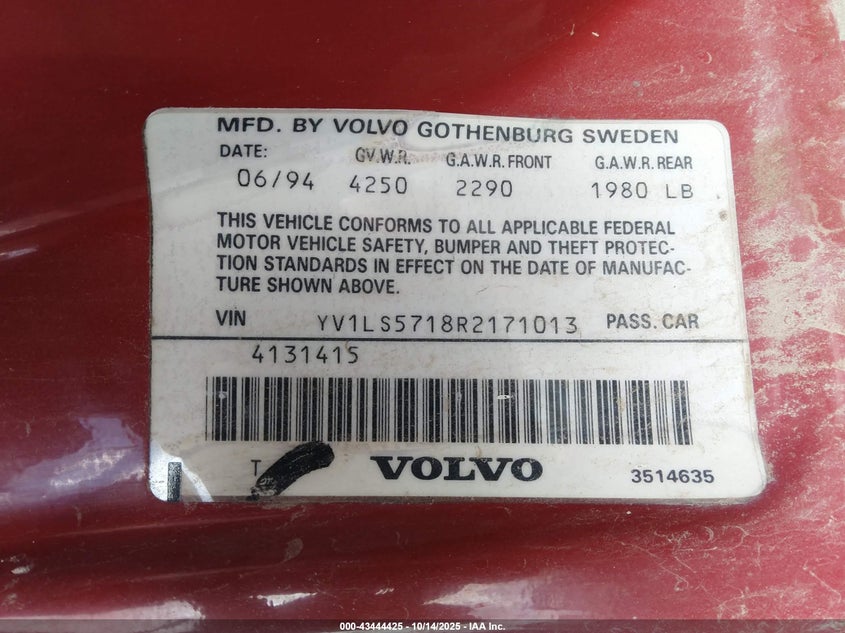 MFD. BY VOLVO GOTHENBURG SWEDEN
DATE: G.V.W.R. G.A.W.R. FRONT G.A.W.R. REAR
06/94 4250 2290 1980 LB
THIS VEHICLE CONFORMS TO ALL APPLICABLE FEDERAL
MOTOR VEHICLE SAFETY, BUMPER AND THEFT PROTEC-
TION STANDARDS IN EFFECT ON THE DATE OF MANUFAC-
TURE SHOWN ABOVE.
VIN YV1LS5718R2171013 PASS. CAR
4131415
T VOLVO 3514635
000-43444425 - 10/14/2025 - IAA Inc.